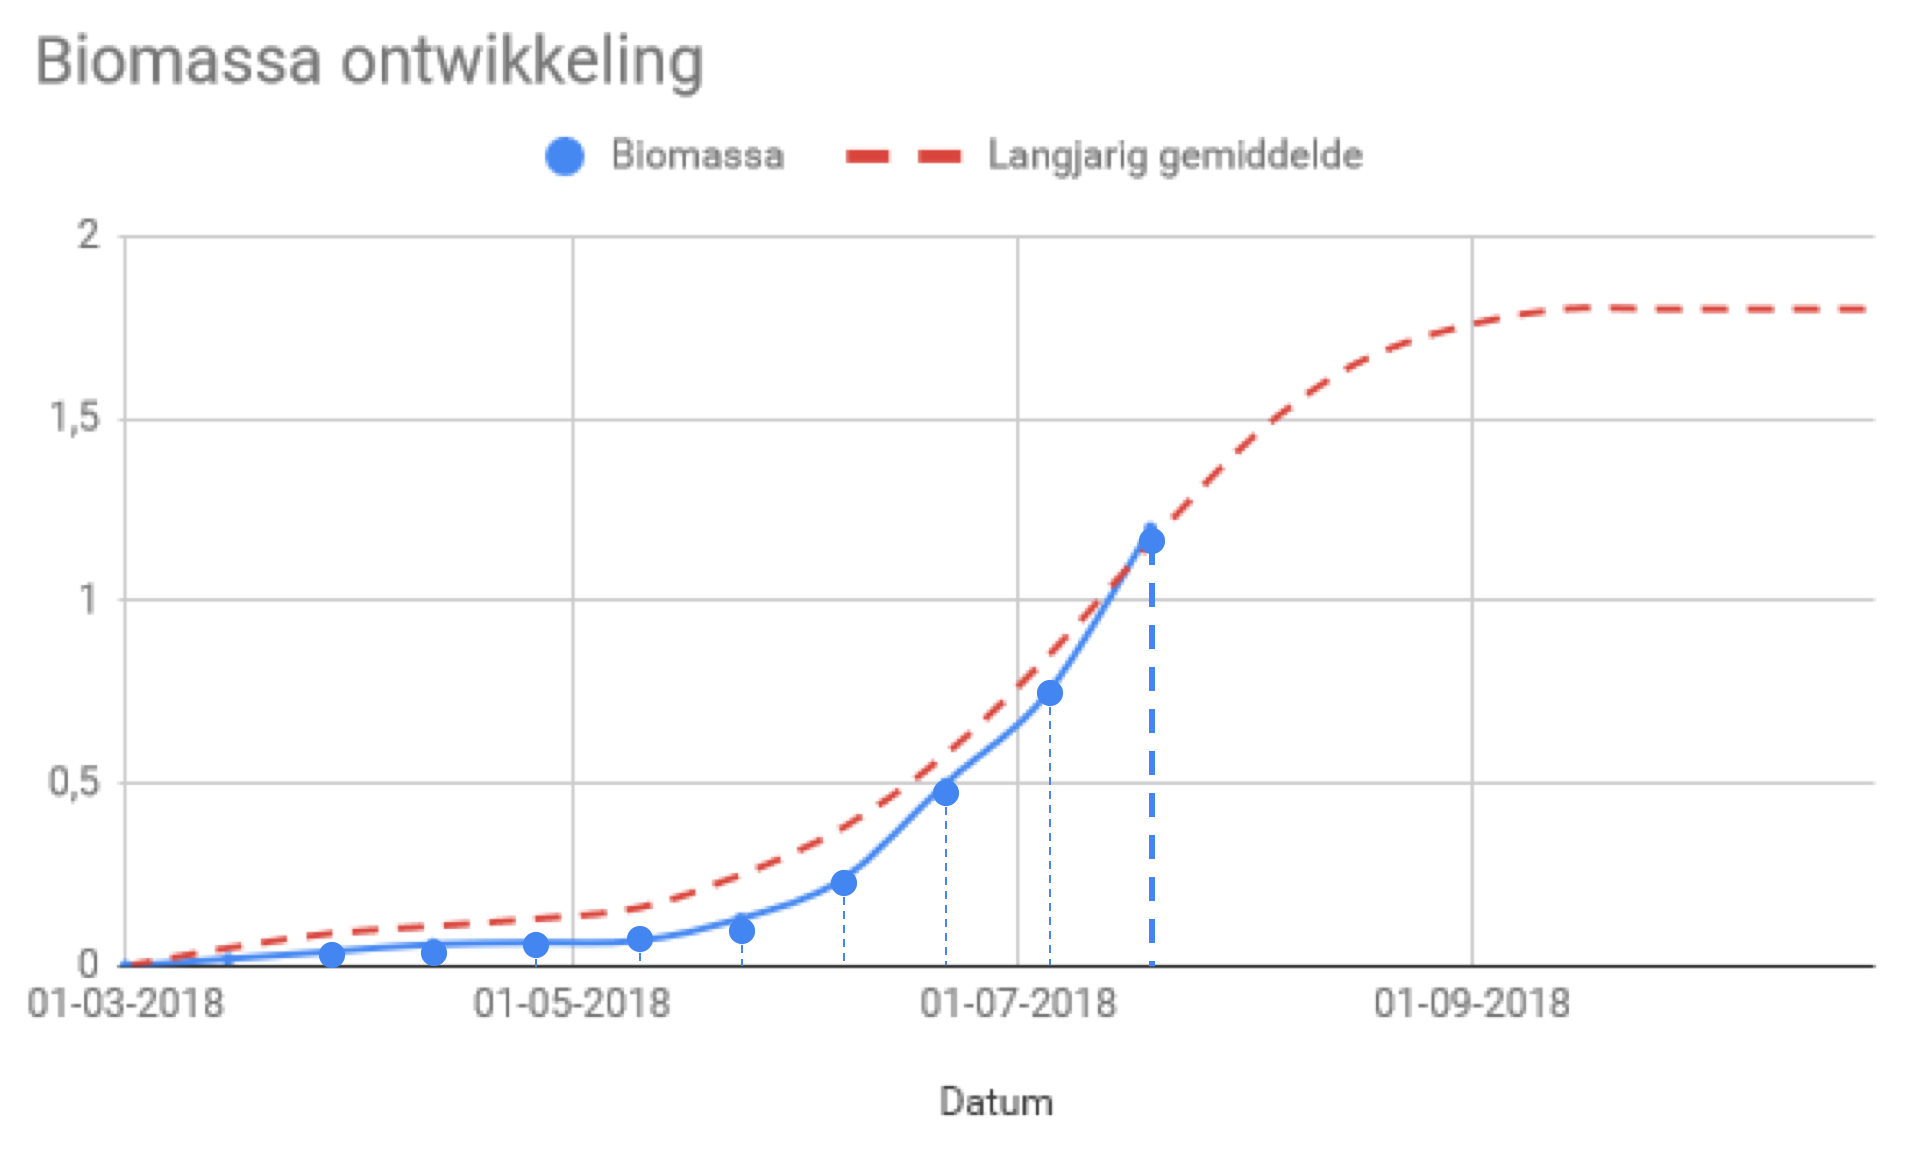 Biomassa ontwikkeling
Biomassa Langjarig gemiddelde
2
1,5
1
0,5
0
01-03-2018 01-05-2018 01-07-2018 01-09-2018
Datum